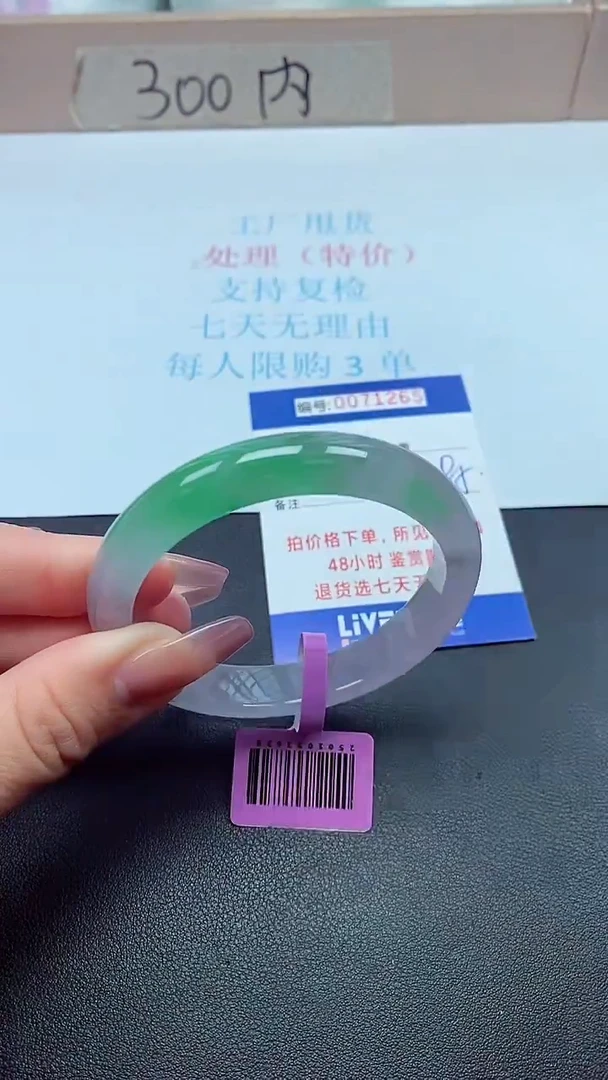 300内
工厂甩货
处理（特价）
支持复检
七天无理由
每人限购 3 单
编号:0071265
备注
拍价格下单，所见
48小时 鉴赏
退货选七天
LiVE